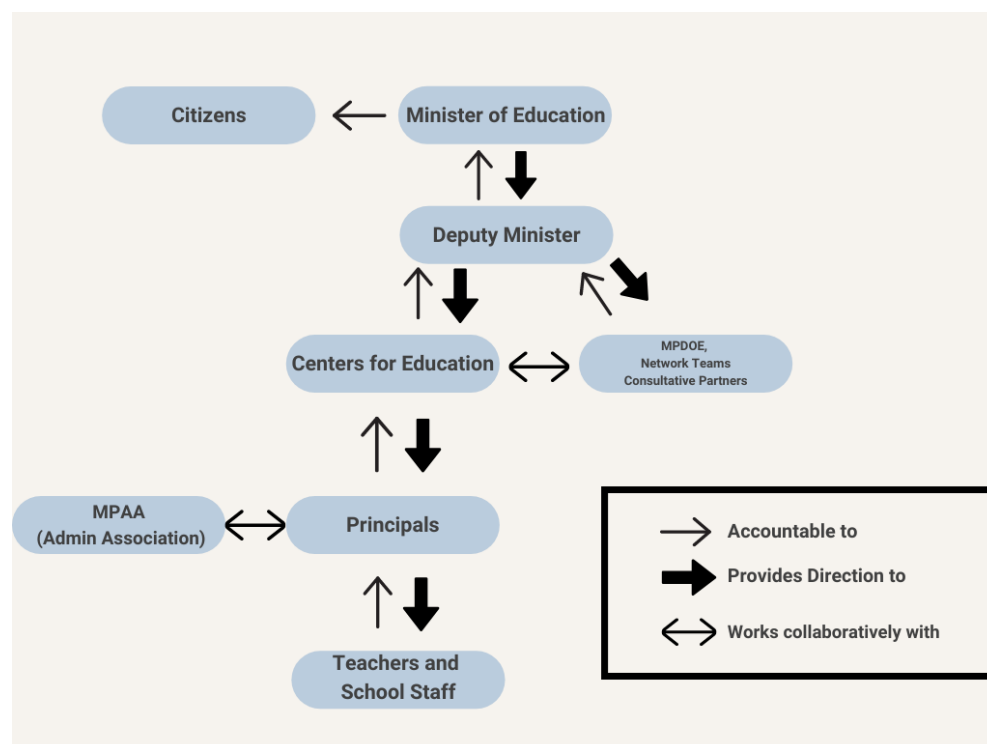 Citizens
Minister of Education
Deputy Minister
Centers for Education
MPDOE,
Network Teams
Consultative Partners
MPAA
(Admin Association)
Principals
Teachers and
School Staff
Accountable to
Provides Direction to
Works collaboratively with